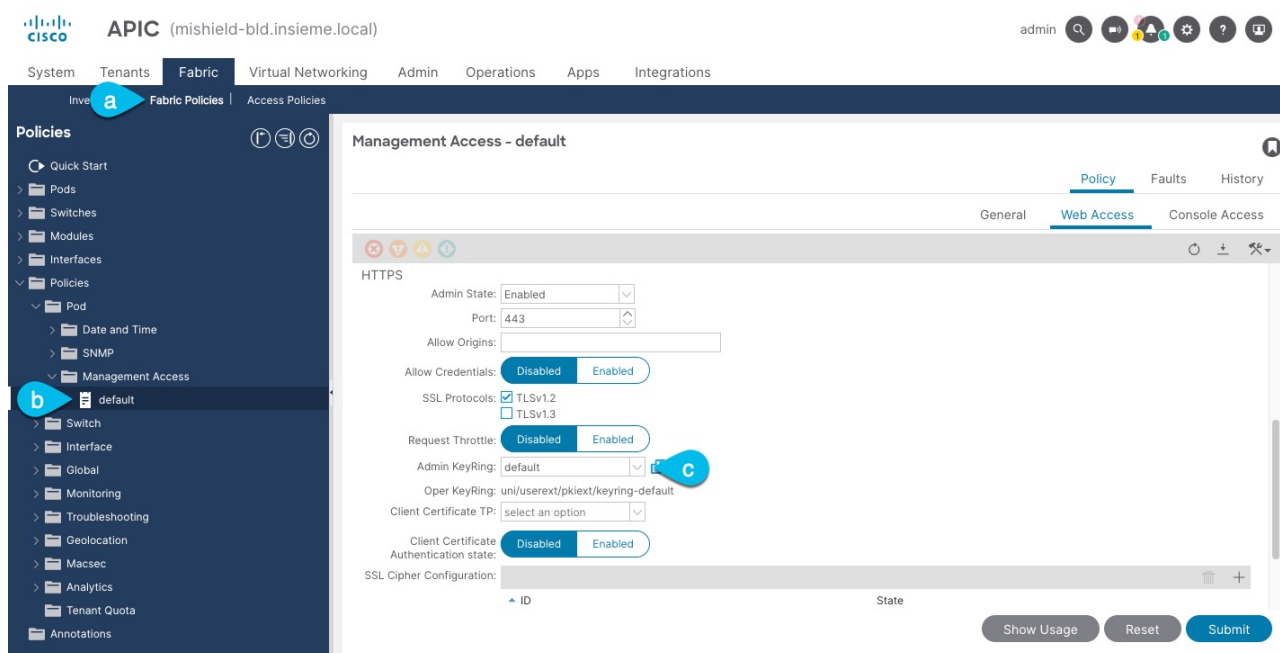 CISCO
APIC (mishield-bld.insieme.local)
admin
1
1
?
System Tenants Fabric Virtual Networking Admin Operations Apps Integrations
Inve a Fabric Policies | Access Policies
Policies
Quick Start
Pods
Switches
Modules
Interfaces
Policies
Pod
Date and Time
SNMP
Management Access
b default
Switch
Interface
Global
Monitoring
Troubleshooting
Geolocation
Macsec
Analytics
Tenant Quota
Annotations
Management Access - default
Policy Faults History
General Web Access Console Access
HTTPS
Admin State: Enabled
Port: 443
Allow Origins:
Allow Credentials: Disabled Enabled
SSL Protocols: TLSv1.2
TLSv1.3
Request Throttle: Disabled Enabled
Admin KeyRing: default c
Oper KeyRing: uni/userext/pkiext/keyring-default
Client Certificate TP: select an option
Client Certificate
Authentication state: Disabled Enabled
SSL Cipher Configuration:
ID State
Show Usage Reset Submit